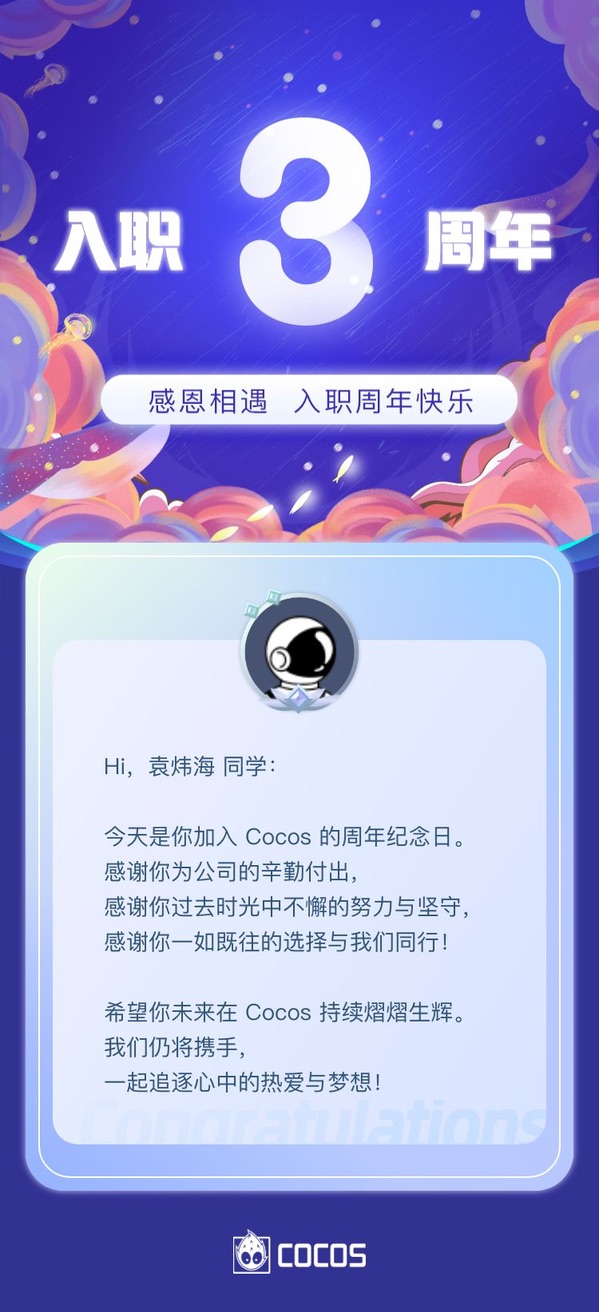 入职 3 周年
感恩相遇 入职周年快乐
Hi，袁炜海 同学：
今天是你加入 Cocos 的周年纪念日。
感谢你为公司的辛勤付出，
感谢你过去时光中不懈的努力与坚守，
感谢你一如既往的选择与我们同行！
希望你未来在 Cocos 持续熠熠生辉。
我们仍将携手，
一起追逐心中的热爱与梦想！
Congratulations
COCOS